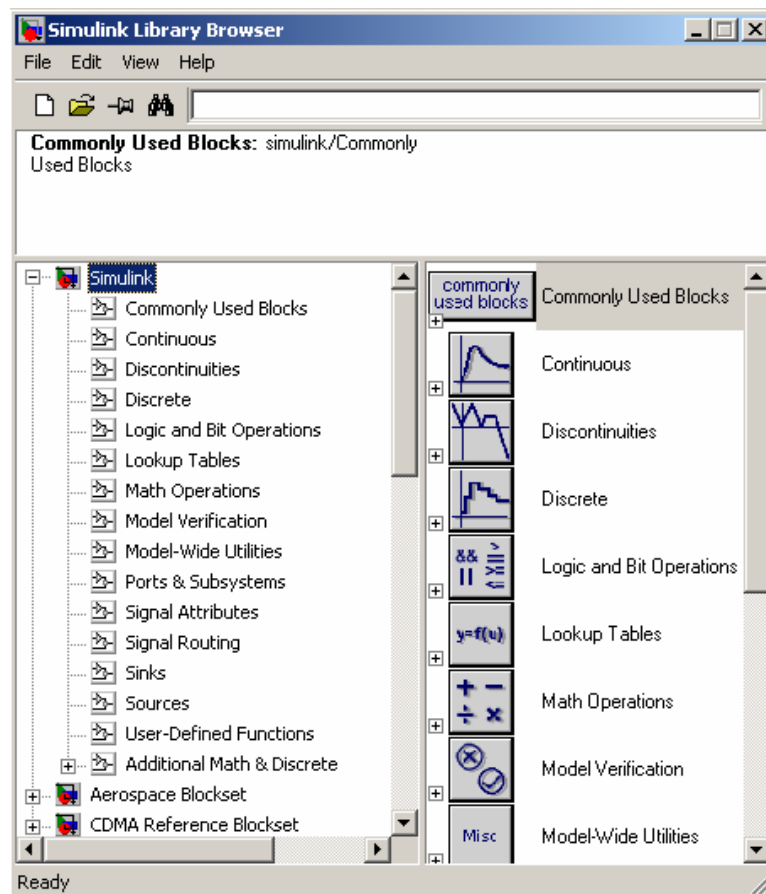 Simulink Library Browser
File Edit View Help
Commonly Used Blocks: simulink/Commonly
Used Blocks
Simulink
Commonly Used Blocks
Continuous
Discontinuities
Discrete
Logic and Bit Operations
Lookup Tables
Math Operations
Model Verification
Model-Wide Utilities
Ports & Subsystems
Signal Attributes
Signal Routing
Sinks
Sources
User-Defined Functions
Additional Math & Discrete
Aerospace Blockset
CDMA Reference Blockset
commonly
used blocks
Commonly Used Blocks
Continuous
Discontinuities
Discrete
&& >
|| >=
<=
Logic and Bit Operations
y=f(u)
Lookup Tables
+ −
÷ ×
Math Operations
Model Verification
Misc
Model-Wide Utilities
Ready